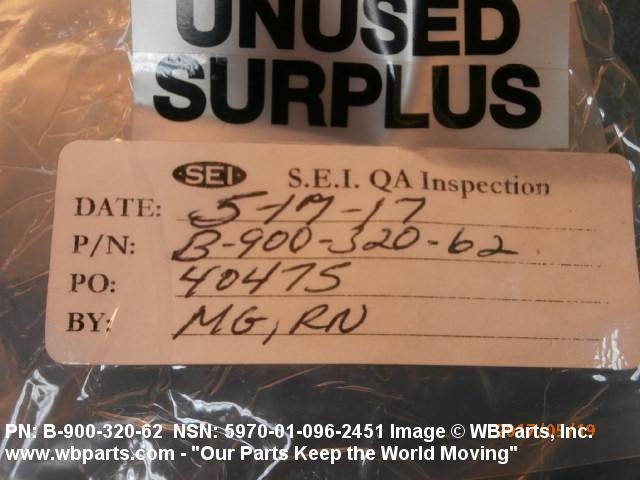 UNUSED
SURPLUS
SEI S.E.I. QA Inspection
DATE: 5-17-17
P/N: B-900-320-62
PO: 40475
BY: MG, RN
PN: B-900-320-62 NSN: 5970-01-096-2451 Image © WBParts, Inc.
www.wbparts.com - "Our Parts Keep the World Moving"